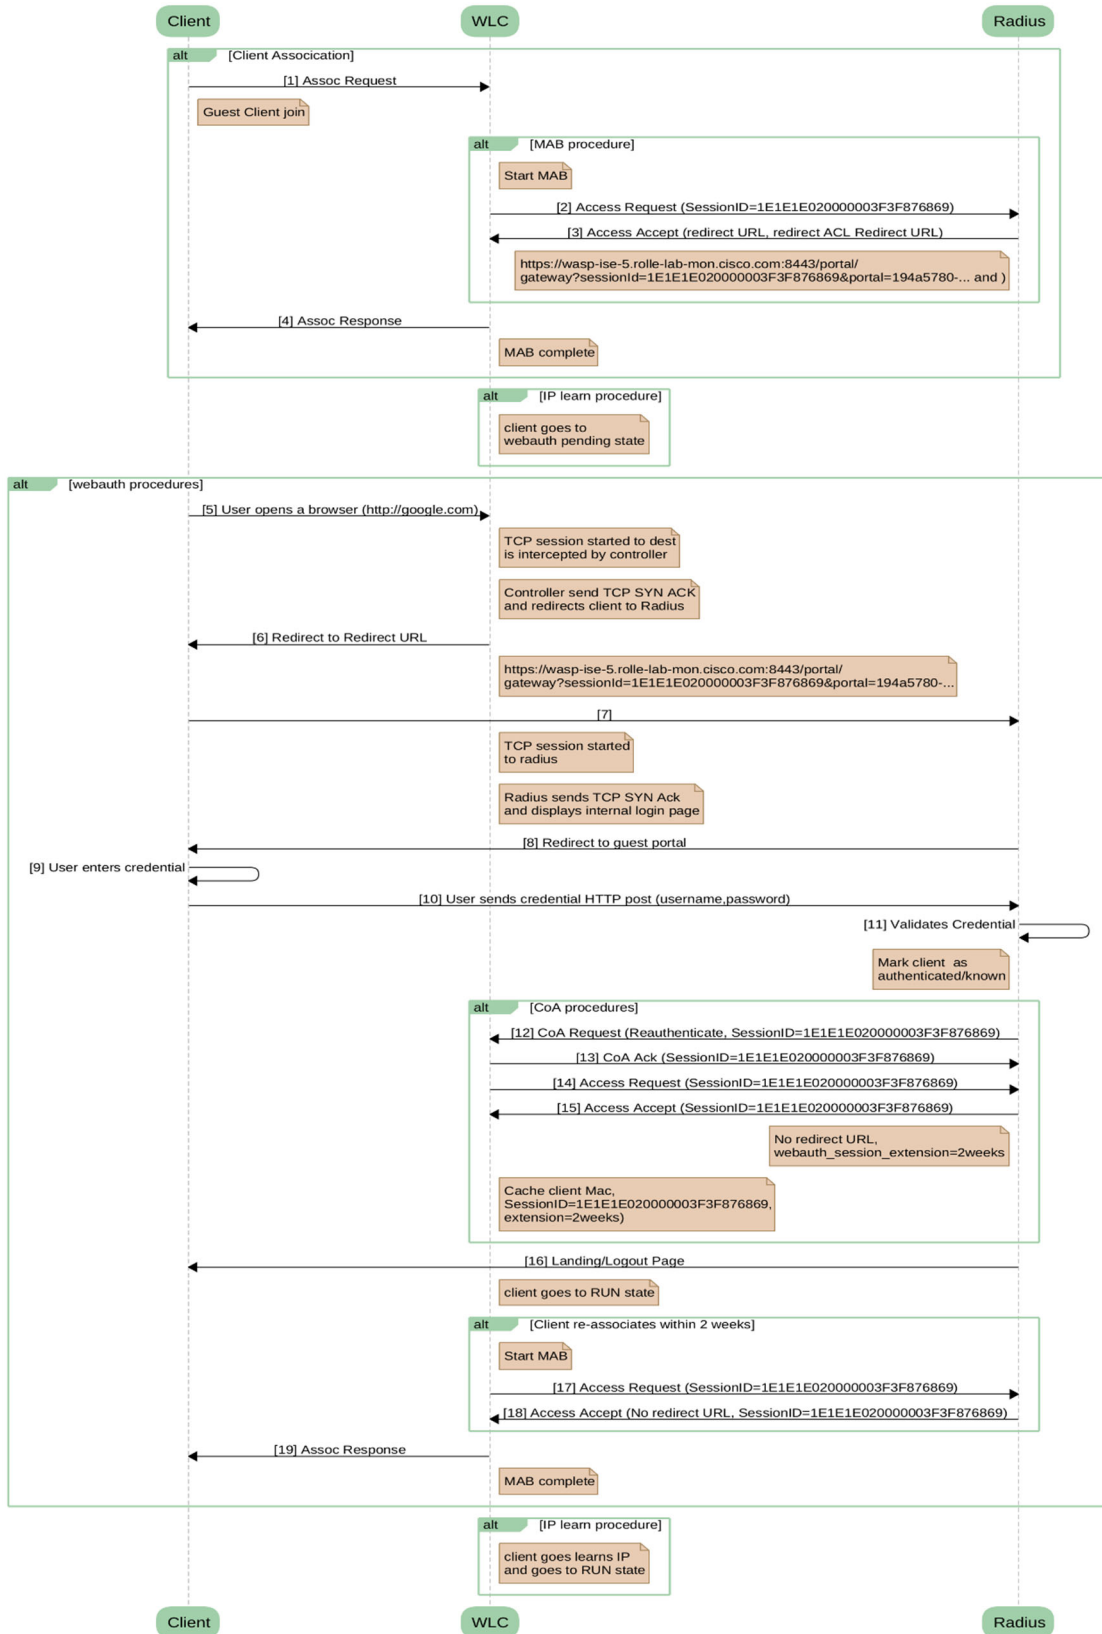 Client
WLC
Radius
alt
[Client Assocication]
[1] Assoc Request
Guest Client join
alt
[MAB procedure]
Start MAB
[2] Access Request (SessionID=1E1E1E020000003F3F876869)
[3] Access Accept (redirect URL, redirect ACL Redirect URL)
https://wasp-ise-5.rolle-lab-mon.cisco.com:8443/portal/
gateway?sessionId=1E1E1E020000003F3F876869&portal=194a5780-... and )
[4] Assoc Response
MAB complete
alt
[IP learn procedure]
client goes to
webauth pending state
alt
[webauth procedures]
[5] User opens a browser (http://google.com)
TCP session started to dest
is intercepted by controller
Controller send TCP SYN ACK
and redirects client to Radius
[6] Redirect to Redirect URL
https://wasp-ise-5.rolle-lab-mon.cisco.com:8443/portal/
gateway?sessionId=1E1E1E020000003F3F876869&portal=194a5780-...
[7]
TCP session started
to radius
Radius sends TCP SYN Ack
and displays internal login page
[8] Redirect to guest portal
[9] User enters credential
[10] User sends credential HTTP post (username,password)
[11] Validates Credential
Mark client  as
authenticated/known
alt
[CoA procedures]
[12] CoA Request (Reauthenticate, SessionID=1E1E1E020000003F3F876869)
[13] CoA Ack (SessionID=1E1E1E020000003F3F876869)
[14] Access Request (SessionID=1E1E1E020000003F3F876869)
[15] Access Accept (SessionID=1E1E1E020000003F3F876869)
No redirect URL,
webauth_session_extension=2weeks
Cache client Mac,
SessionID=1E1E1E020000003F3F876869,
extension=2weeks)
[16] Landing/Logout Page
client goes to RUN state
alt
[Client re-associates within 2 weeks]
Start MAB
[17] Access Request (SessionID=1E1E1E020000003F3F876869)
[18] Access Accept (No redirect URL, SessionID=1E1E1E020000003F3F876869)
[19] Assoc Response
MAB complete
alt
[IP learn procedure]
client goes learns IP
and goes to RUN state
Client
WLC
Radius